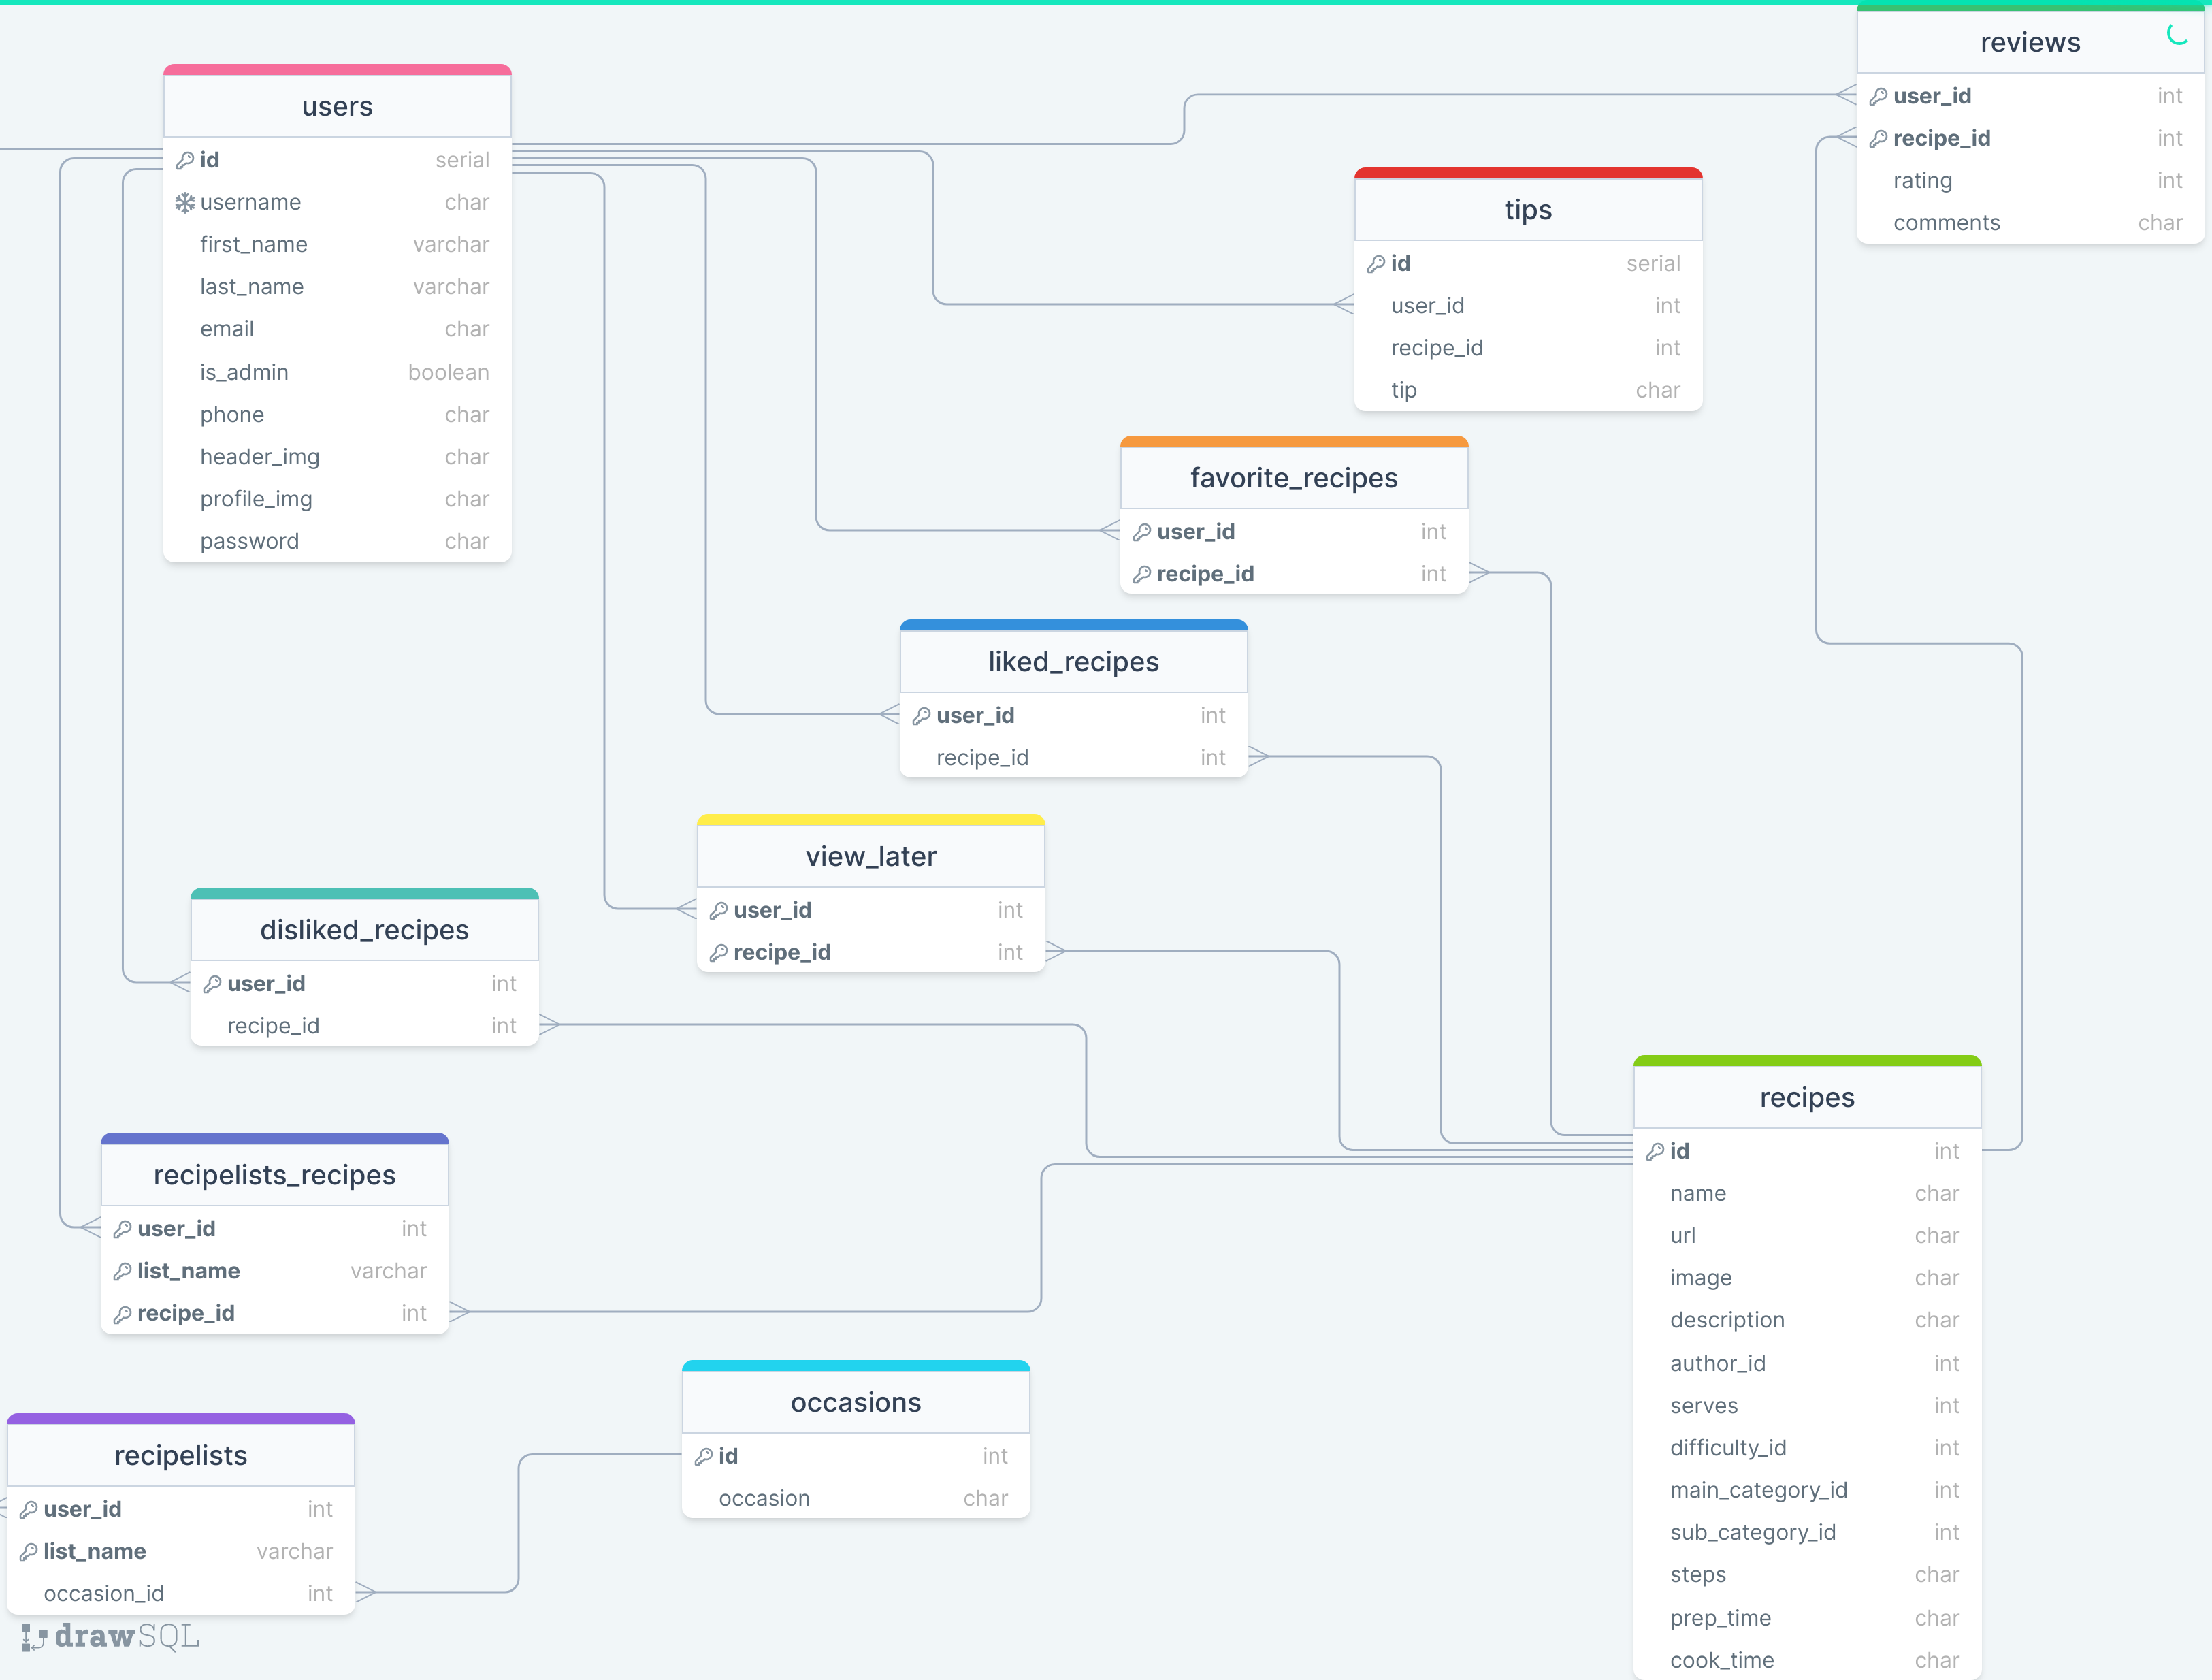 users
id serial
username char
first_name varchar
last_name varchar
email char
is_admin boolean
phone char
header_img char
profile_img char
password char
reviews
user_id int
recipe_id int
rating int
comments char
tips
id serial
user_id int
recipe_id int
tip char
favorite_recipes
user_id int
recipe_id int
liked_recipes
user_id int
recipe_id int
view_later
user_id int
recipe_id int
disliked_recipes
user_id int
recipe_id int
recipelists_recipes
user_id int
list_name varchar
recipe_id int
recipes
id int
name char
url char
image char
description char
author_id int
serves int
difficulty_id int
main_category_id int
sub_category_id int
steps char
prep_time char
cook_time char
occasions
id int
occasion char
recipelists
user_id int
list_name varchar
occasion_id int
drawSQL